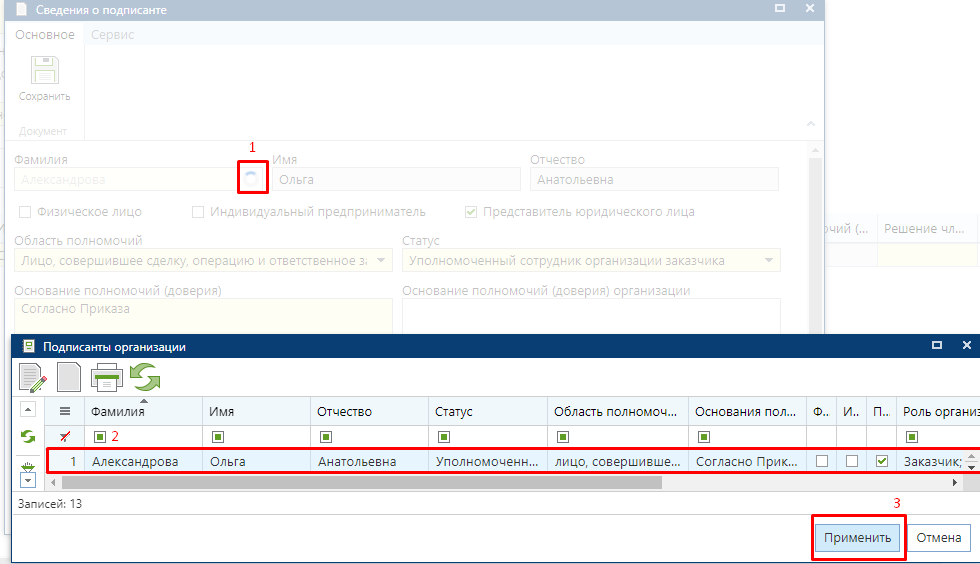 Сведения о подписанте
Основное Сервис
Сохранить
Документ
1
Фамилия Имя Отчество
Александрова Ольга Анатольевна
Физическое лицо Индивидуальный предприниматель Представитель юридического лица
Область полномочий Статус
Лицо, совершившее сделку, операцию и ответственное за Уполномоченный сотрудник организации заказчика
чий (... Решение чл...
Основание полномочий (доверия) Основание полномочий (доверия) организации
Согласно Приказа
Подписанты организации
Фамилия Имя Отчество Статус Область полномоч... Основания пол... Ф.. И.. П.. Роль организ
2
1 Александрова Ольга Анатольевна Уполномоченн... лицо, совершивше... Согласно Прик... Заказчик;
Записей: 13
3
Применить Отмена